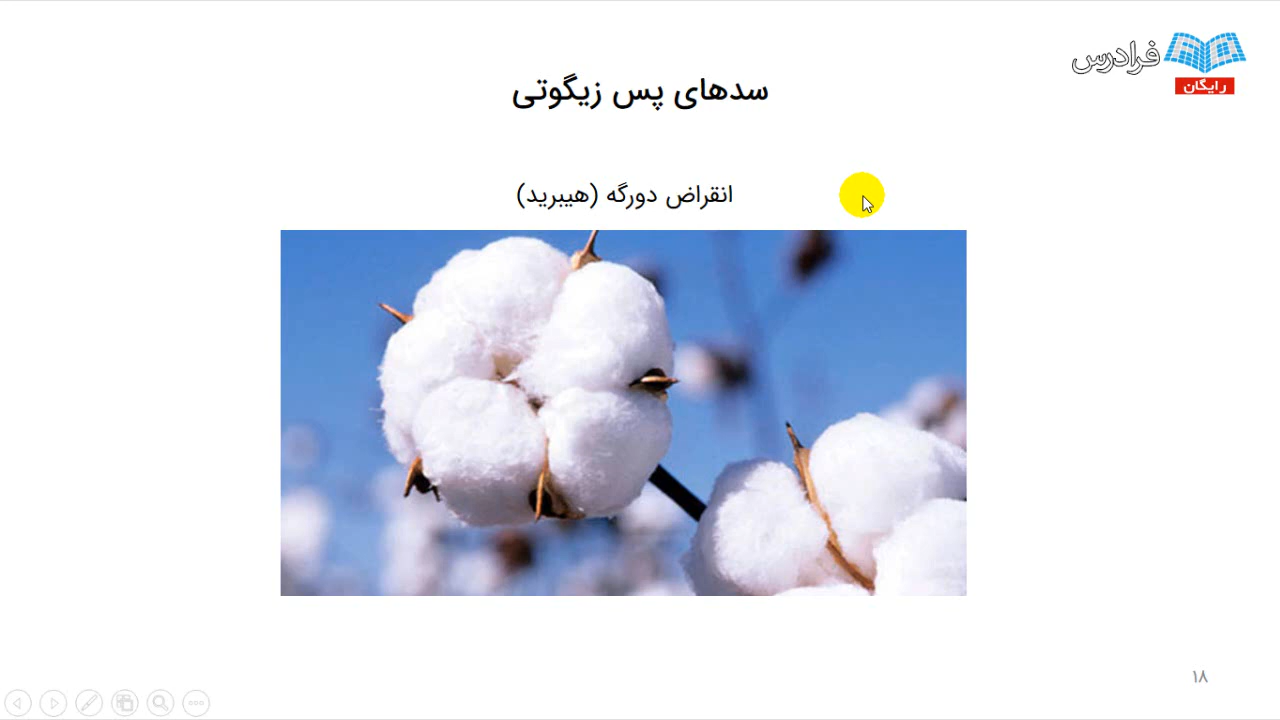 فرادرس
رایگان
سدهای پس زیگوتی
انقراض دورگه (هیبرید)
۱۸